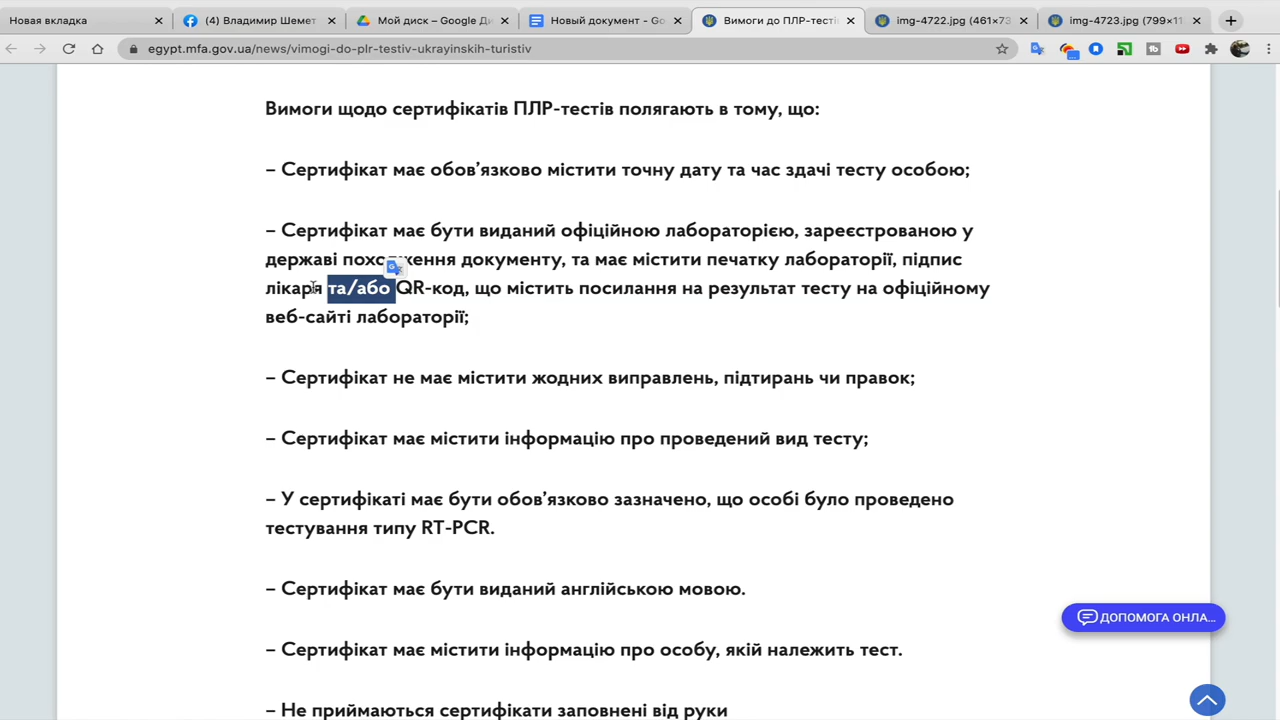 Новая вкладка
(4) Владимир Шемет
Мой диск – Google Ди
Новый документ - Go
Вимоги до ПЛР-тесті
img-4722.jpg (461×73
img-4723.jpg (799×11
egypt.mfa.gov.ua/news/vimogi-do-plr-testiv-ukrayinskih-turistiv
Вимоги щодо сертифікатів ПЛР-тестів полягають в тому, що:
– Сертифікат має обов’язково містити точну дату та час здачі тесту особою;
– Сертифікат має бути виданий офіційною лабораторією, зареєстрованою у
державі походження документу, та має містити печатку лабораторії, підпис
лікаря та/або QR-код, що містить посилання на результат тесту на офіційному
веб-сайті лабораторії;
– Сертифікат не має містити жодних виправлень, підтирань чи правок;
– Сертифікат має містити інформацію про проведений вид тесту;
– У сертифікаті має бути обов’язково зазначено, що особі було проведено
тестування типу RT-PCR.
– Сертифікат має бути виданий англійською мовою.
ДОПОМОГА ОНЛА...
– Сертифікат має містити інформацію про особу, якій належить тест.
– Не приймаються сертифікати заповнені від руки